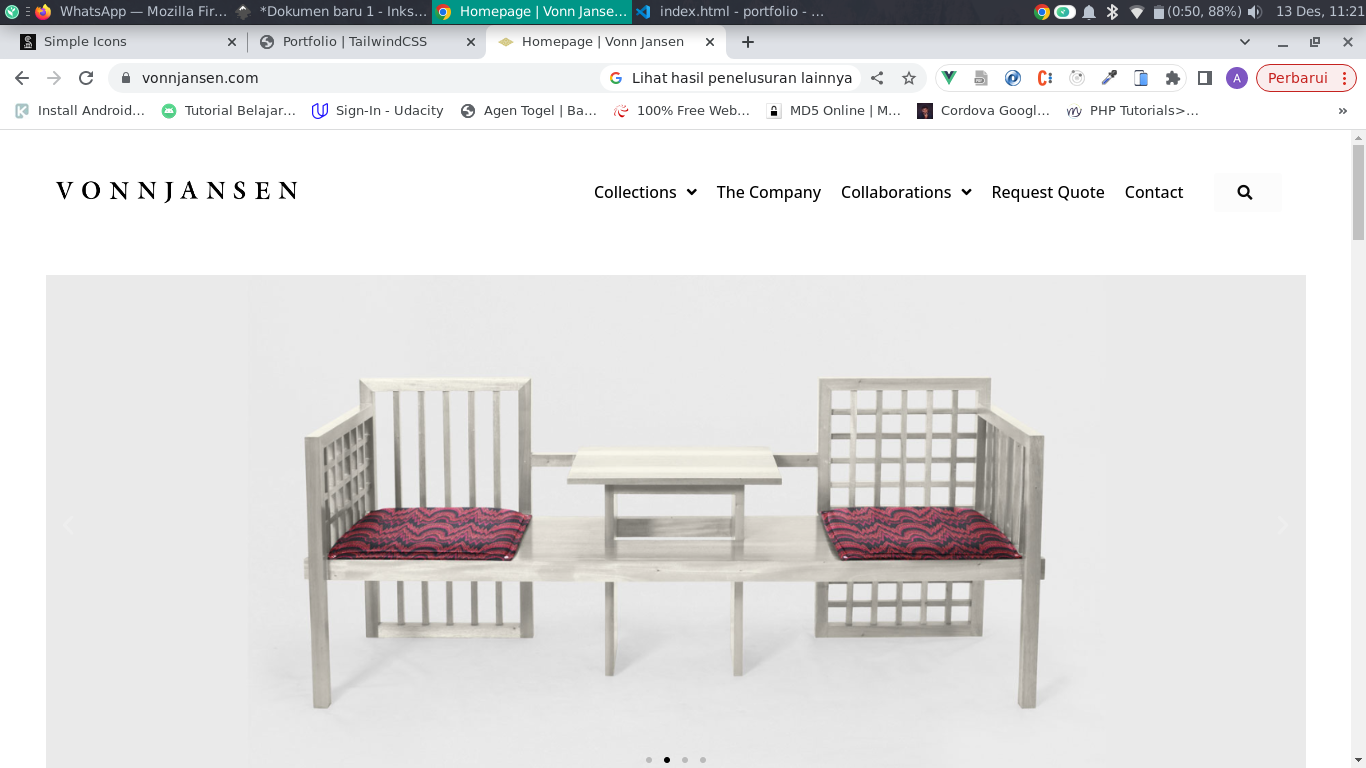 WhatsApp — Mozilla Fir... *Dokumen baru 1 - Inks... Homepage | Vonn Janse... index.html - portfolio - ... (0:50, 88%) 13 Des, 11:21
Simple Icons Portfolio | TailwindCSS Homepage | Vonn Jansen
vonnjansen.com Lihat hasil penelusuran lainnya A Perbarui
Install Android... Tutorial Belajar... Sign-In - Udacity Agen Togel | Ba... 100% Free Web... MD5 Online | M... Cordova Googl... PHP Tutorials>... »
VONNJANSEN Collections The Company Collaborations Request Quote Contact